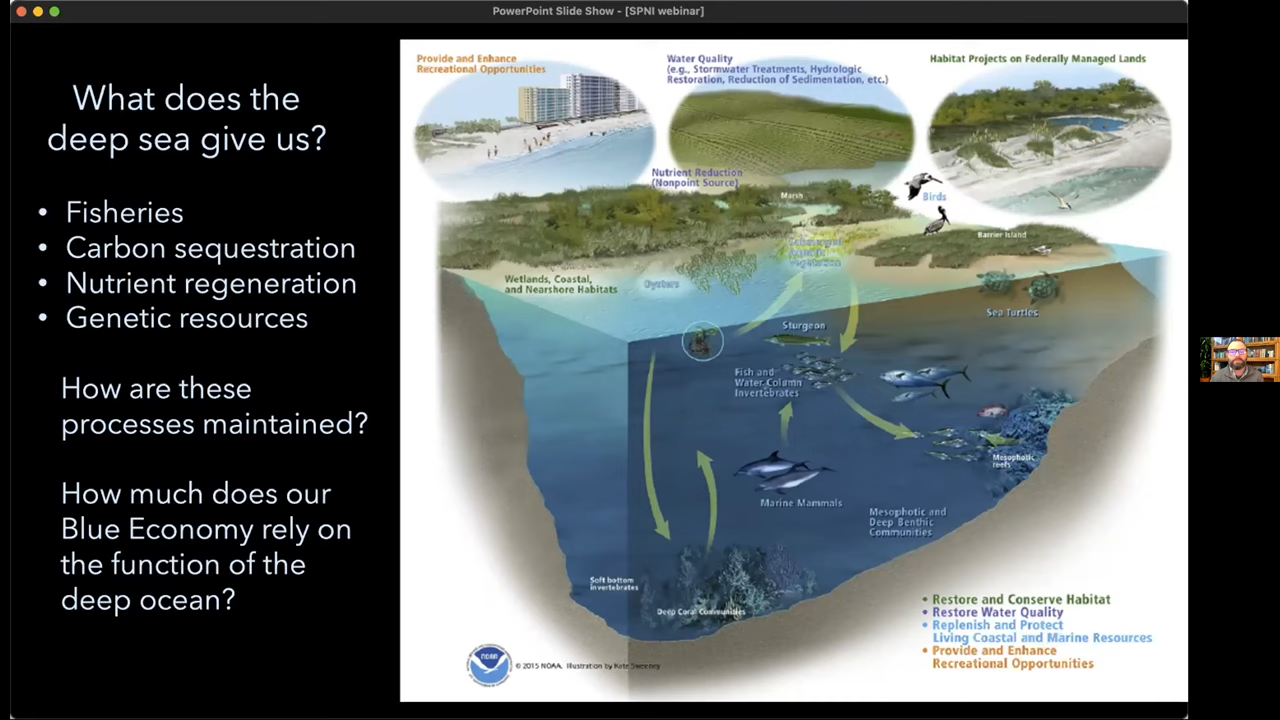 PowerPoint Slide Show - [SPNI webinar]
What does the
deep sea give us?
• Fisheries
• Carbon sequestration
• Nutrient regeneration
• Genetic resources
How are these
processes maintained?
How much does our
Blue Economy rely on
the function of the
deep ocean?
Provide and Enhance
Recreational Opportunities
Water Quality
(e.g., Stormwater Treatments, Hydrologic
Restoration, Reduction of Sedimentation, etc.)
Habitat Projects on Federally Managed Lands
Nutrient Reduction
(Nonpoint Source)
Marsh
Birds
Barrier Island
Submerged
aquatic
vegetation
Wetlands, Coastal,
and Nearshore Habitats
Oysters
Sea Turtles
Sturgeon
Fish and
Water Column
Invertebrates
Mesophotic
reefs
Marine Mammals
Mesophotic and
Deep Benthic
Communities
Soft bottom
invertebrates
Deep Coral Communities
• Restore and Conserve Habitat
• Restore Water Quality
• Replenish and Protect
Living Coastal and Marine Resources
• Provide and Enhance
Recreational Opportunities
NOAA
© 2015 NOAA, Illustration by Kate Sweeney